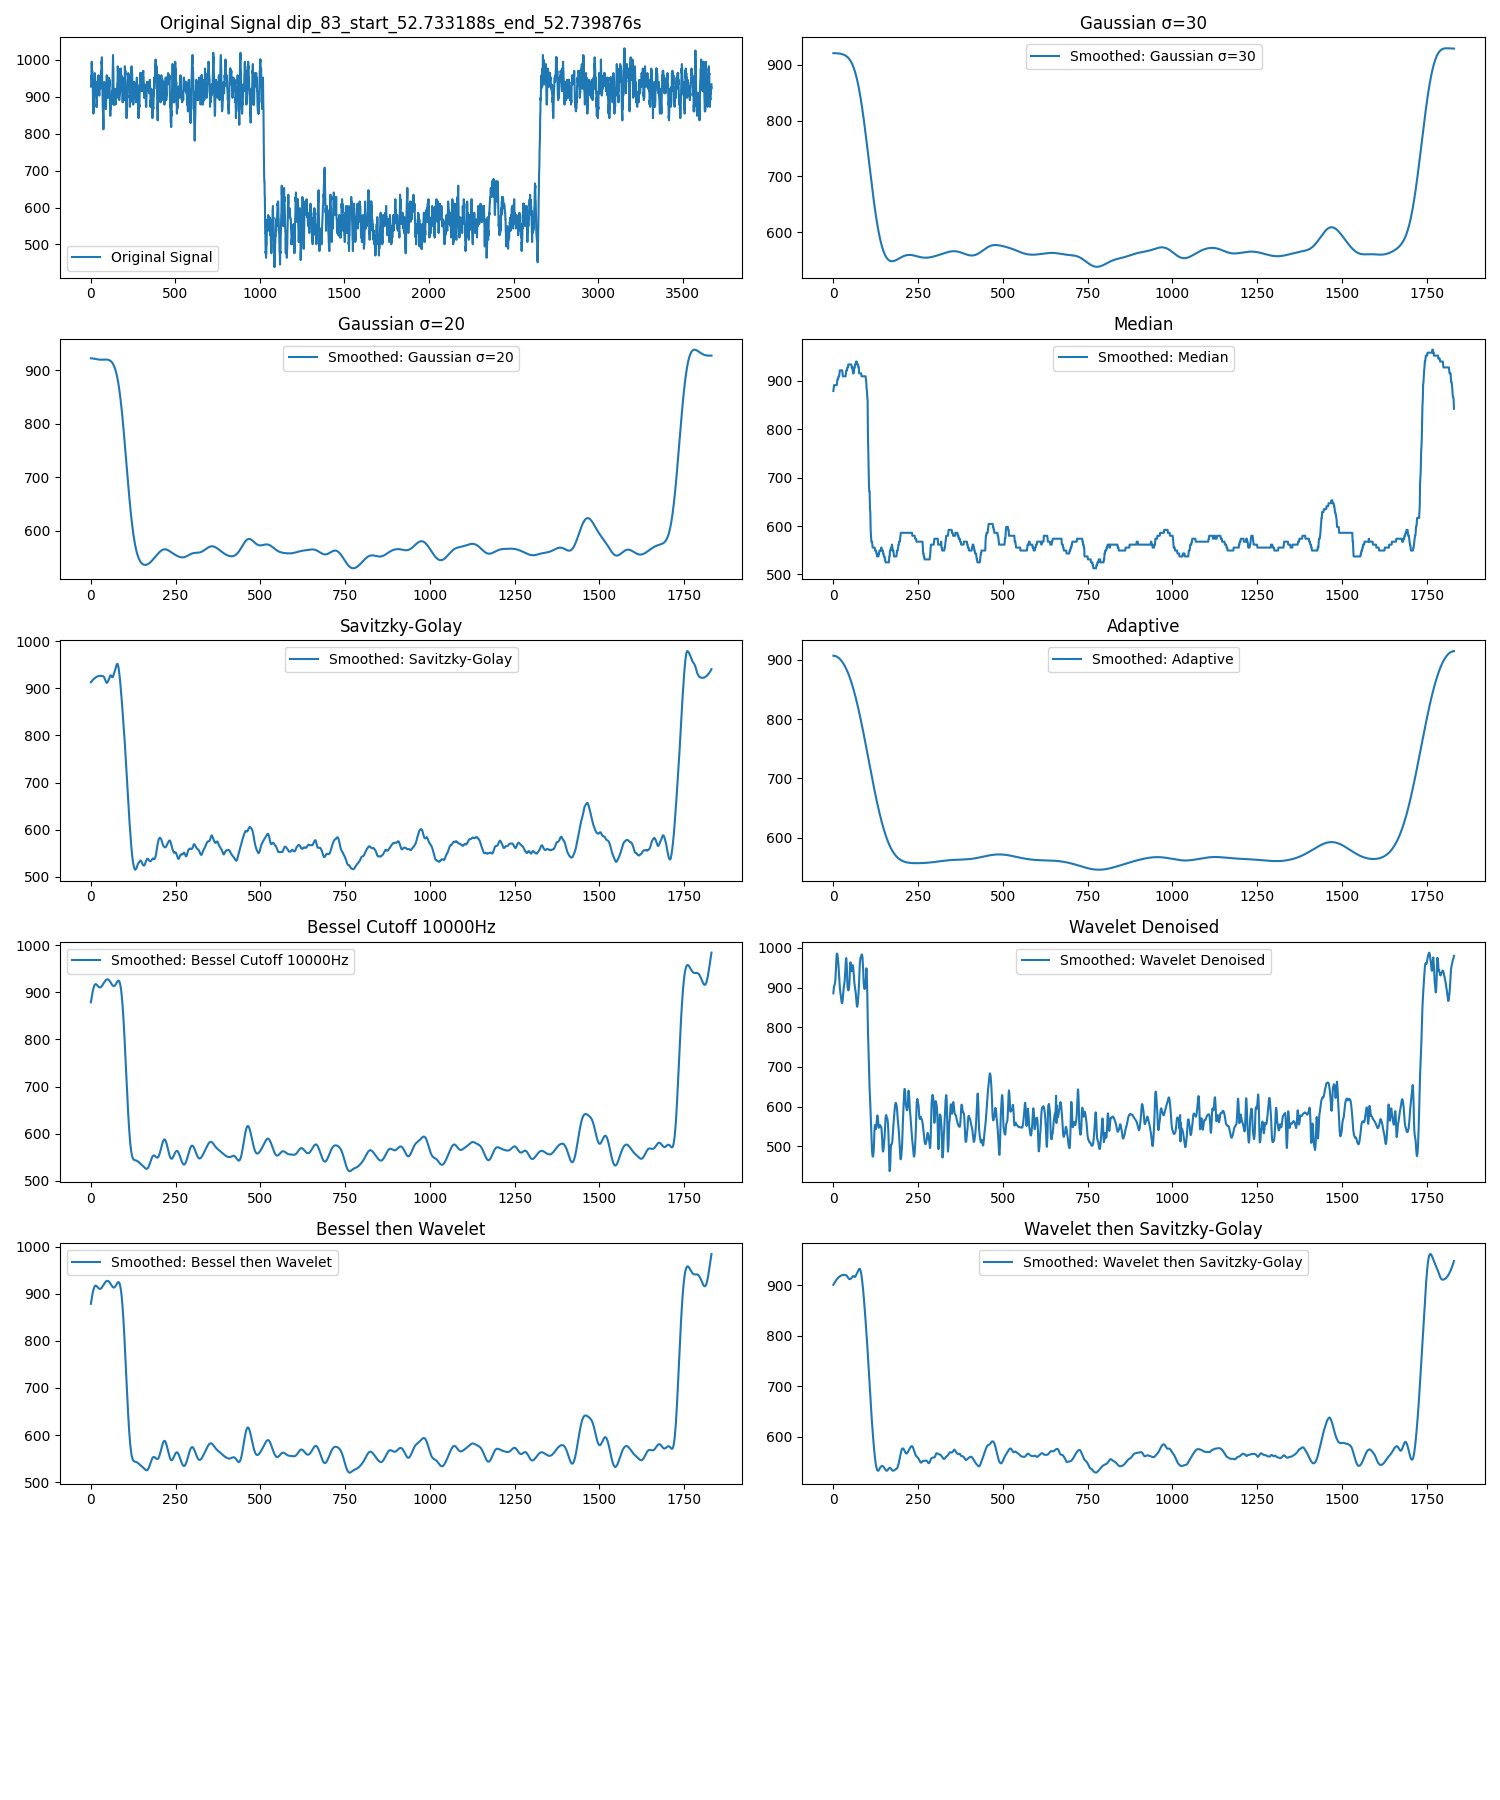 Original Signal dip_83_start_52.733188s_end_52.739876s
1000
900
800
700
600
500
Original Signal
0 500 1000 1500 2000 2500 3000 3500
Gaussian σ=30
900
800
700
600
Smoothed: Gaussian σ=30
0 250 500 750 1000 1250 1500 1750
Gaussian σ=20
900
800
700
600
Smoothed: Gaussian σ=20
0 250 500 750 1000 1250 1500 1750
Median
900
800
700
600
500
Smoothed: Median
0 250 500 750 1000 1250 1500 1750
Savitzky-Golay
1000
900
800
700
600
500
Smoothed: Savitzky-Golay
0 250 500 750 1000 1250 1500 1750
Adaptive
900
800
700
600
Smoothed: Adaptive
0 250 500 750 1000 1250 1500 1750
Bessel Cutoff 10000Hz
1000
900
800
700
600
500
Smoothed: Bessel Cutoff 10000Hz
0 250 500 750 1000 1250 1500 1750
Wavelet Denoised
1000
900
800
700
600
500
Smoothed: Wavelet Denoised
0 250 500 750 1000 1250 1500 1750
Bessel then Wavelet
1000
900
800
700
600
500
Smoothed: Bessel then Wavelet
0 250 500 750 1000 1250 1500 1750
Wavelet then Savitzky-Golay
900
800
700
600
Smoothed: Wavelet then Savitzky-Golay
0 250 500 750 1000 1250 1500 1750